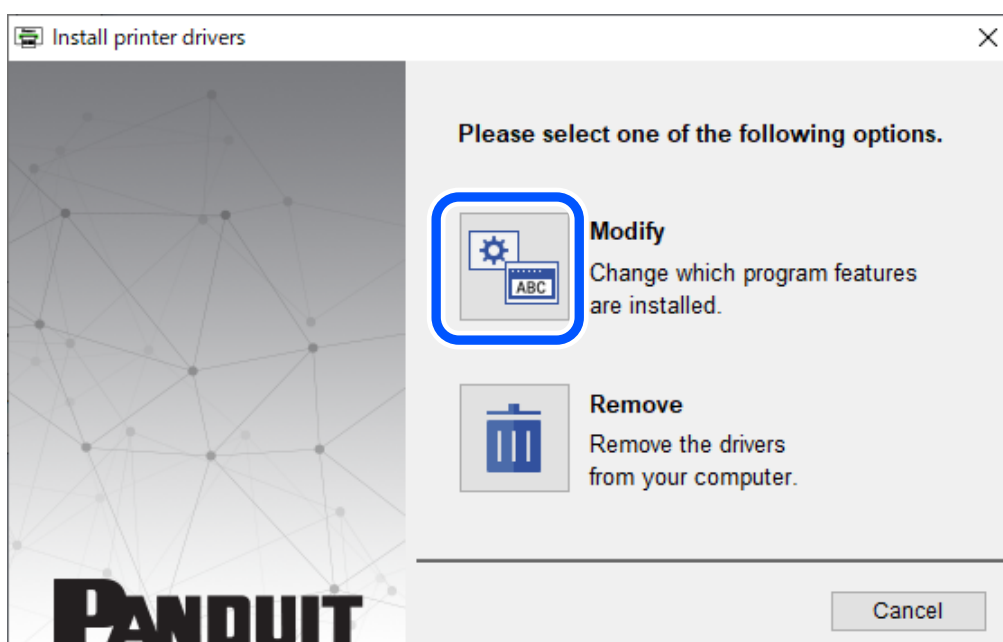 Install printer drivers
Please select one of the following options.
Modify
Change which program features
are installed.
ABC
Remove
Remove the drivers
from your computer.
PANDUIT
Cancel